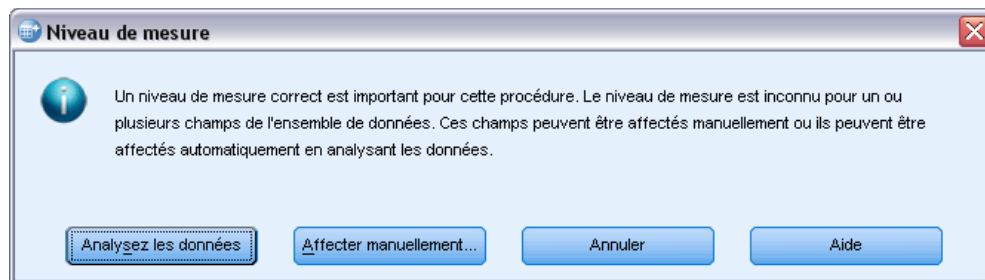 Niveau de mesure
Un niveau de mesure correct est important pour cette procédure. Le niveau de mesure est inconnu pour un ou
plusieurs champs de l'ensemble de données. Ces champs peuvent être affectés manuellement ou ils peuvent être
affectés automatiquement en analysant les données.
Analysez les données
Affecter manuellement...
Annuler
Aide